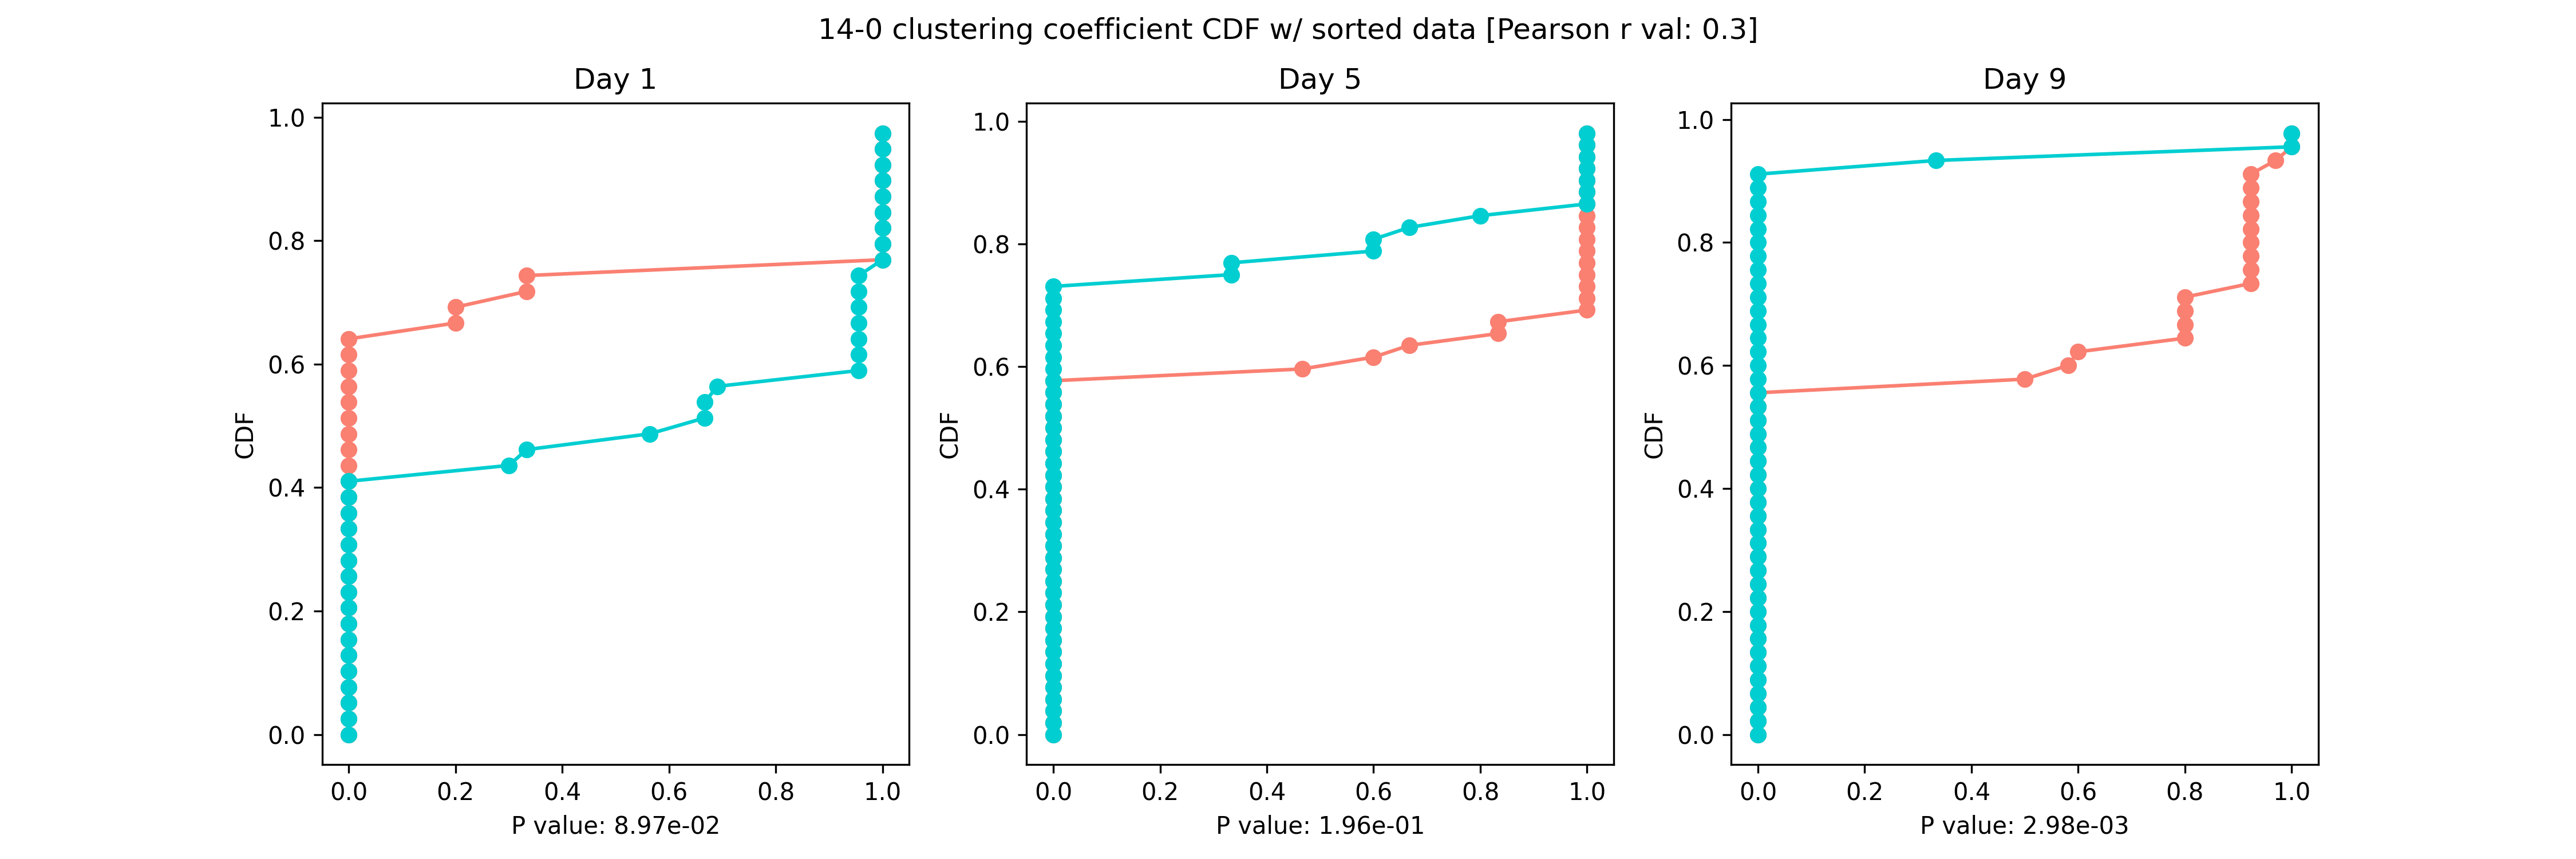 14-0 clustering coefficient CDF w/ sorted data [Pearson r val: 0.3]
Day 1
Day 5
Day 9
CDF
1.0
0.8
0.6
0.4
0.2
0.0
0.0 0.2 0.4 0.6 0.8 1.0
P value: 8.97e-02
CDF
1.0
0.8
0.6
0.4
0.2
0.0
0.0 0.2 0.4 0.6 0.8 1.0
P value: 1.96e-01
CDF
1.0
0.8
0.6
0.4
0.2
0.0
0.0 0.2 0.4 0.6 0.8 1.0
P value: 2.98e-03